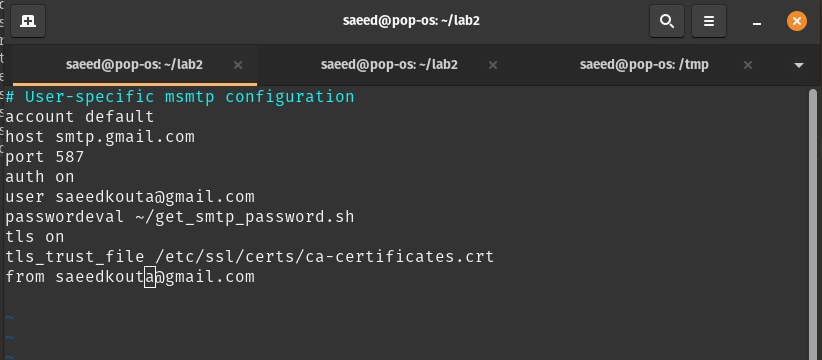 saeed@pop-os: ~/lab2
saeed@pop-os: ~/lab2 × saeed@pop-os: ~/lab2 × saeed@pop-os: /tmp ×
# User-specific msmtp configuration
account default
host smtp.gmail.com
port 587
auth on
user saeedkouta@gmail.com
passwordeval ~/get_smtp_password.sh
tls on
tls_trust_file /etc/ssl/certs/ca-certificates.crt
from saeedkouta@gmail.com
~
~
~